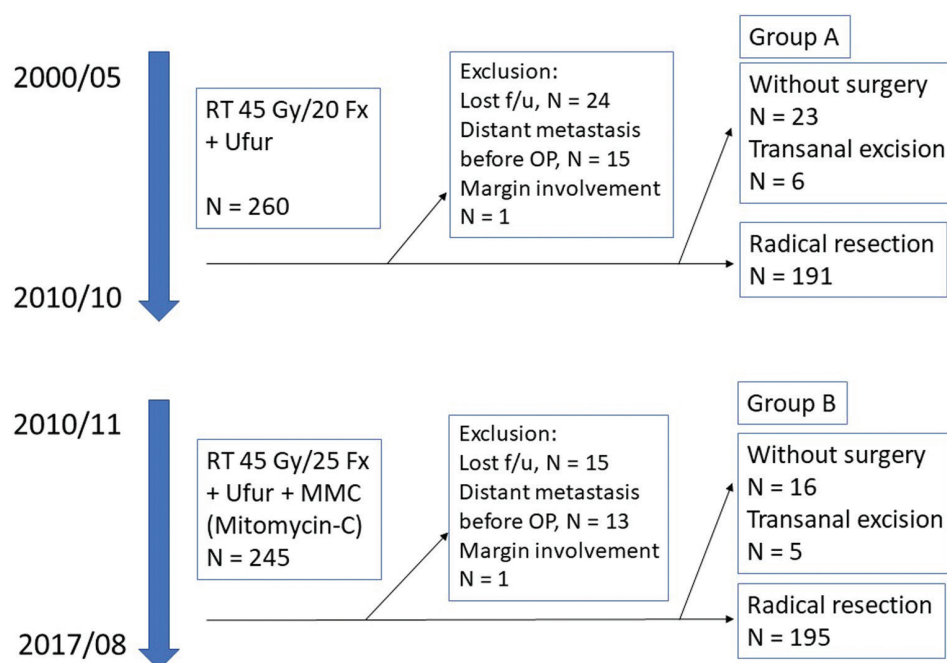 2000/05
2010/10
RT 45 Gy/20 Fx
+ Ufur
N = 260
Exclusion:
Lost f/u, N = 24
Distant metastasis
before OP, N = 15
Margin involvement
N = 1
Group A
Without surgery
N = 23
Transanal excision
N = 6
Radical resection
N = 191
2010/11
2017/08
RT 45 Gy/25 Fx
+ Ufur + MMC
(Mitomycin-C)
N = 245
Exclusion:
Lost f/u, N = 15
Distant metastasis
before OP, N = 13
Margin involvement
N = 1
Group B
Without surgery
N = 16
Transanal excision
N = 5
Radical resection
N = 195